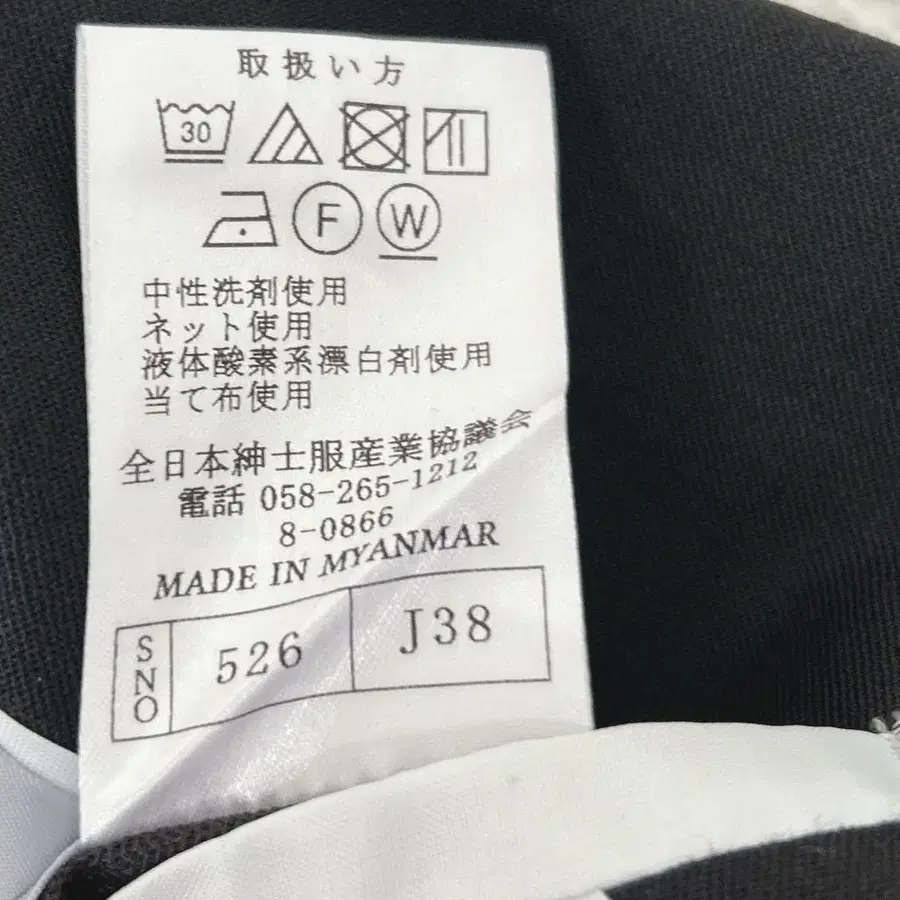 取扱い方
30
F W
中性洗剤使用
ネット使用
液体酸素系漂白剤使用
当て布使用
全日本紳士服産業協議会
電話 058-265-1212
8-0866
MADE IN MYANMAR
SNO 526 J38